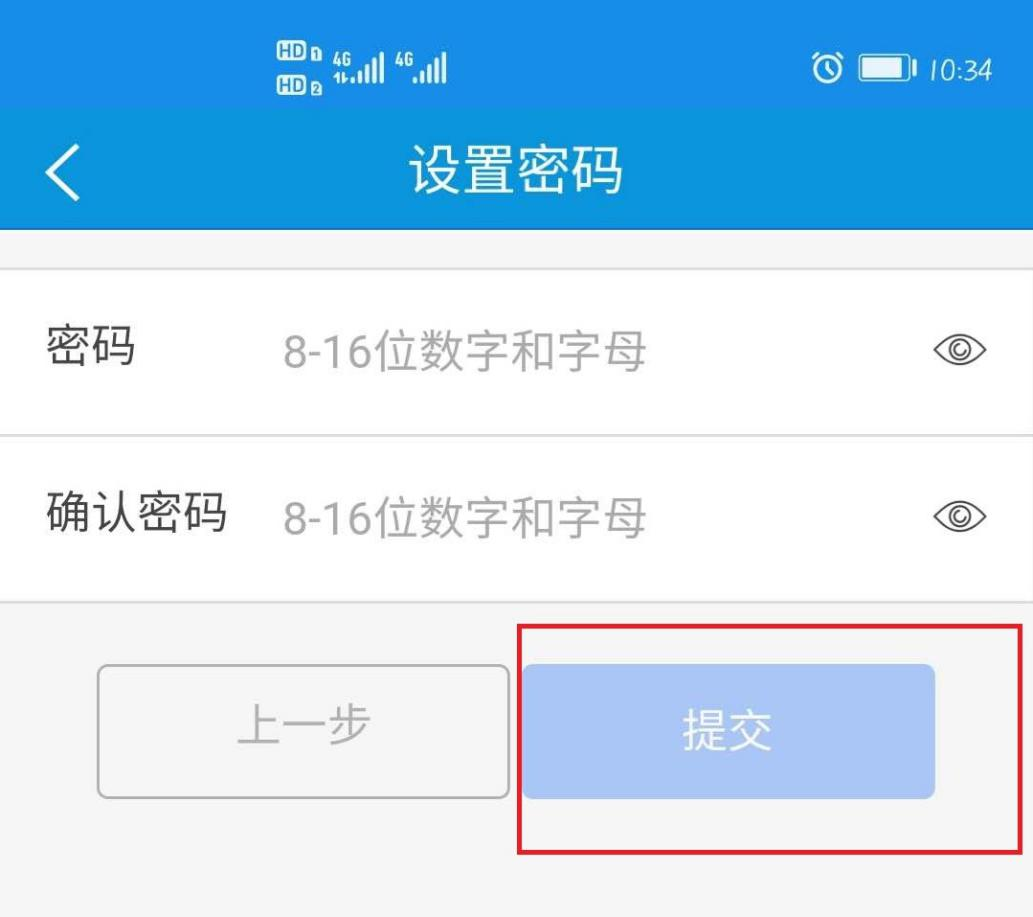 HD 1 4G 4G
HD 2
10:34
设置密码
密码 8-16位数字和字母
确认密码 8-16位数字和字母
上一步 提交